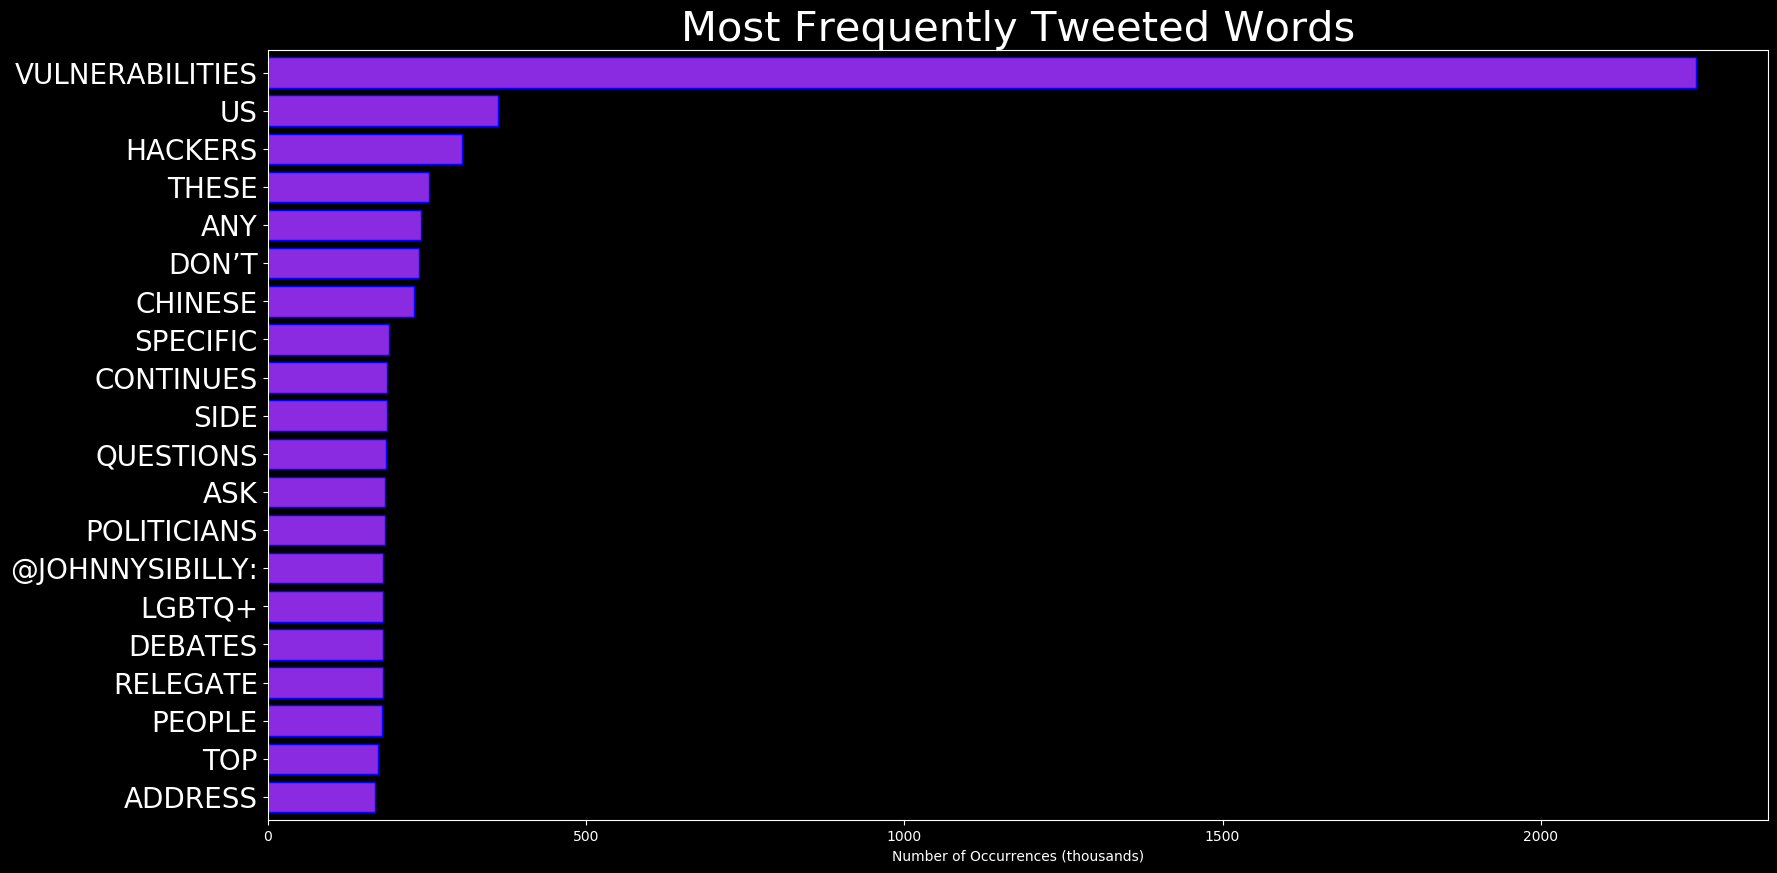 Most Frequently Tweeted Words
VULNERABILITIES
US
HACKERS
THESE
ANY
DON’T
CHINESE
SPECIFIC
CONTINUES
SIDE
QUESTIONS
ASK
POLITICIANS
@JOHNNYSIBILLY:
LGBTQ+
DEBATES
RELEGATE
PEOPLE
TOP
ADDRESS
0 500 1000 1500 2000
Number of Occurrences (thousands)